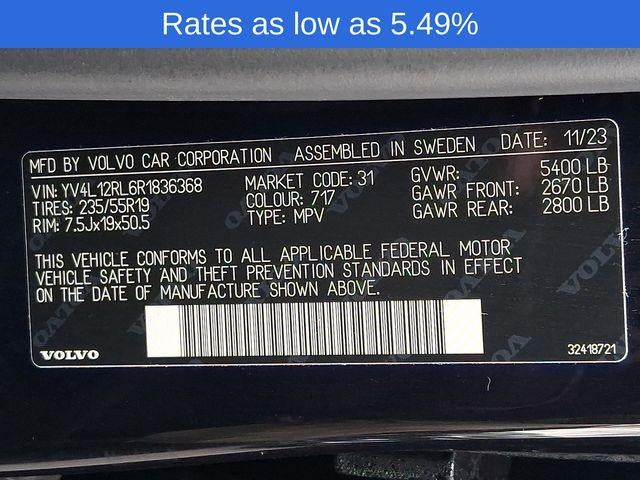 Rates as low as 5.49%
MFD BY VOLVO CAR CORPORATION ASSEMBLED IN SWEDEN DATE: 11/23
VIN: YV4L12RL6R1836368 MARKET CODE: 31 GVWR: 5400 LB
TIRES: 235/55R19 COLOUR: 717 GAWR FRONT: 2670 LB
RIM: 7.5Jx19x50.5 TYPE: MPV GAWR REAR: 2800 LB
THIS VEHICLE CONFORMS TO ALL APPLICABLE FEDERAL MOTOR
VEHICLE SAFETY AND THEFT PREVENTION STANDARDS IN EFFECT
ON THE DATE OF MANUFACTURE SHOWN ABOVE.
VOLVO 32418721